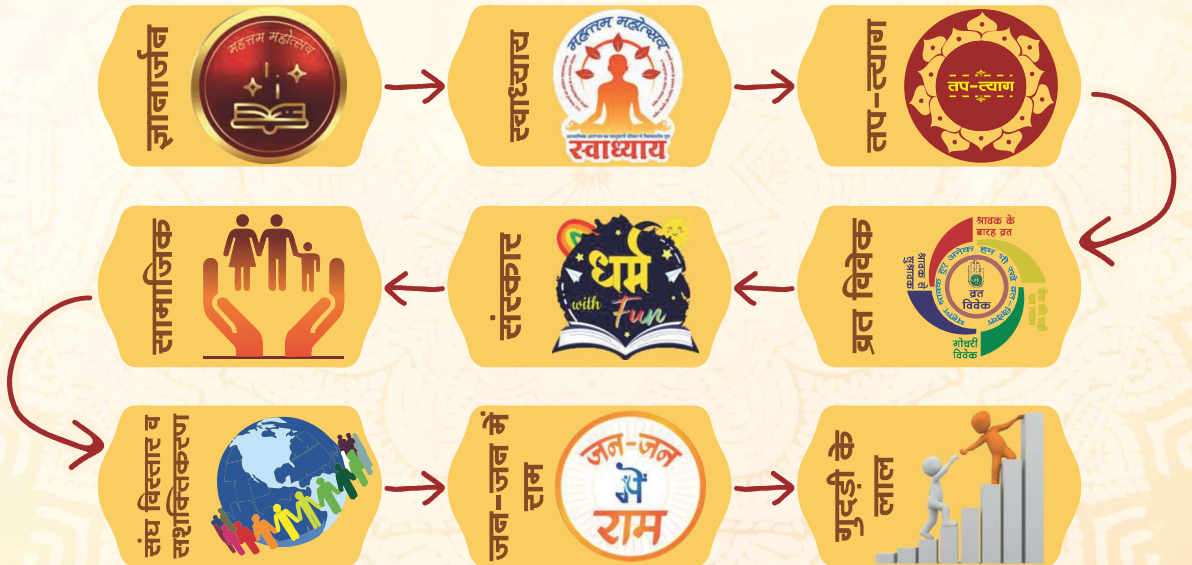 ज्ञानार्जन
महत्तम महोत्सव
स्वाध्याय
महत्तम महोत्सव
स्वाध्याय
तप-त्याग
तप-त्याग
व्रत विवेक
श्रावक के
बारह व्रत
व्रत
विवेक
गोचरी
विवेक
संस्कार
धर्म
with Fun
सामाजिक
संघ विस्तार व
सशक्तिकरण
जन-जन में
राम
जन-जन
में
राम
गुदड़ी के
लाल